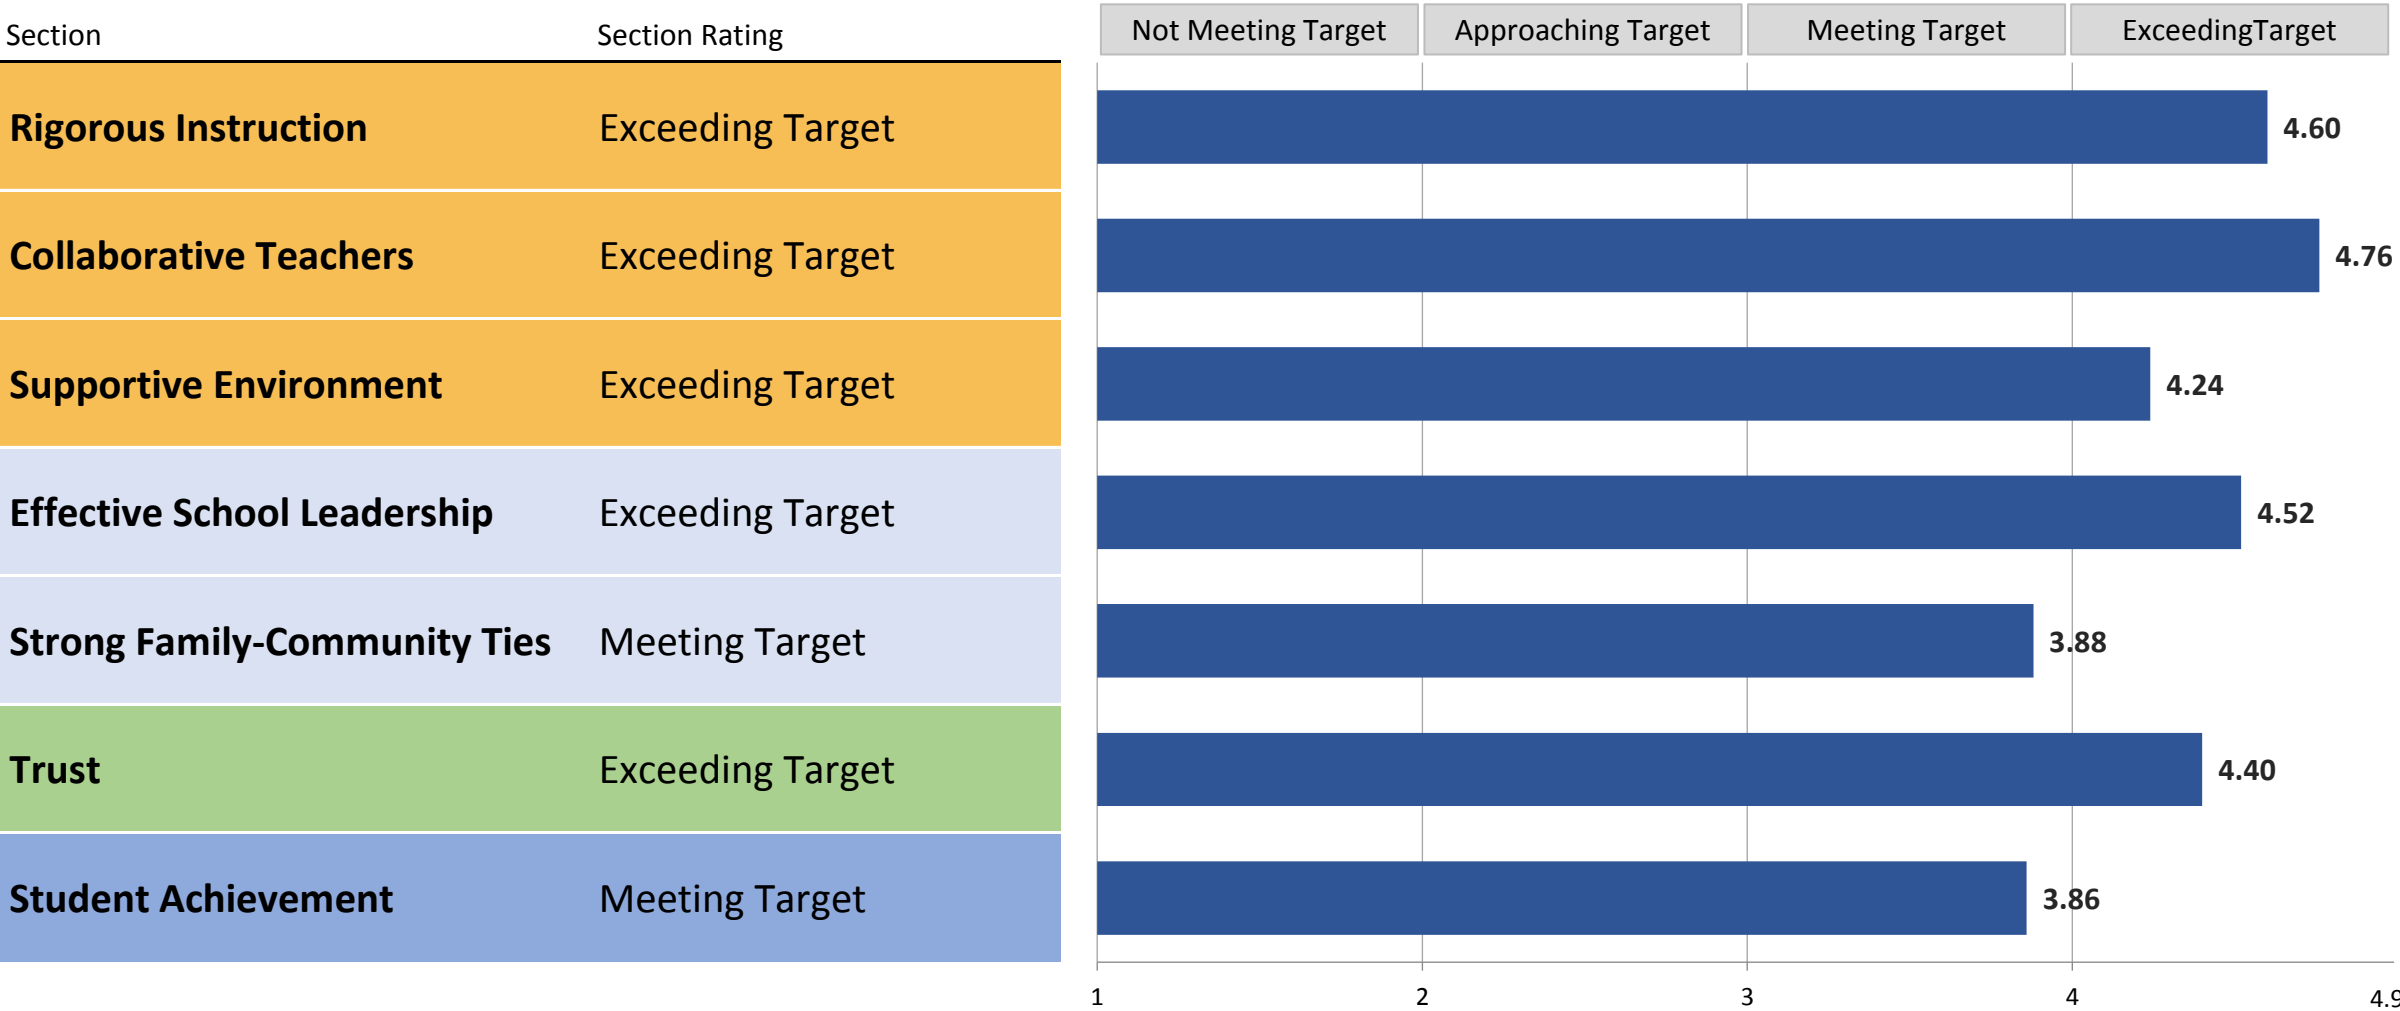 Section Section Rating Not Meeting Target Approaching Target Meeting Target ExceedingTarget
Rigorous Instruction Exceeding Target 4.60
Collaborative Teachers Exceeding Target 4.76
Supportive Environment Exceeding Target 4.24
Effective School Leadership Exceeding Target 4.52
Strong Family-Community Ties Meeting Target 3.88
Trust Exceeding Target 4.40
Student Achievement Meeting Target 3.86
1 2 3 4 4.9